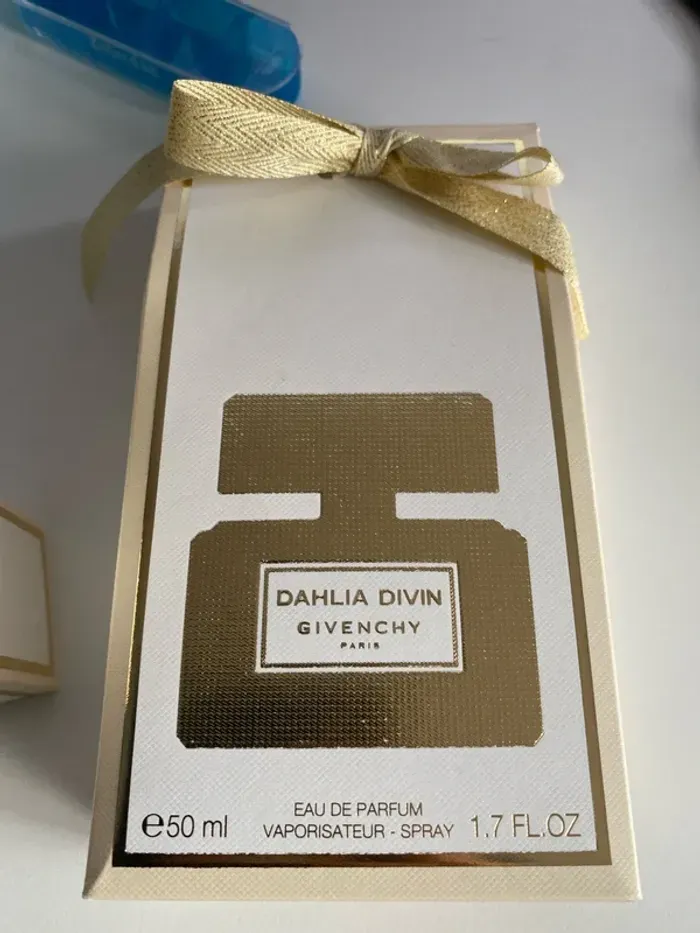 DAHLIA DIVIN
GIVENCHY
PARIS
EAU DE PARFUM
℮50 ml VAPORISATEUR - SPRAY 1.7 FL.OZ